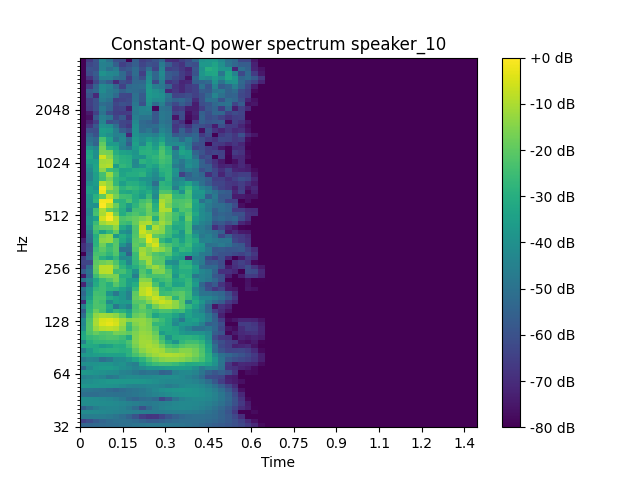 Constant-Q power spectrum speaker_10
Hz
2048
1024
512
256
128
64
32
0 0.15 0.3 0.45 0.6 0.75 0.9 1.1 1.2 1.4
Time
+0 dB
-10 dB
-20 dB
-30 dB
-40 dB
-50 dB
-60 dB
-70 dB
-80 dB